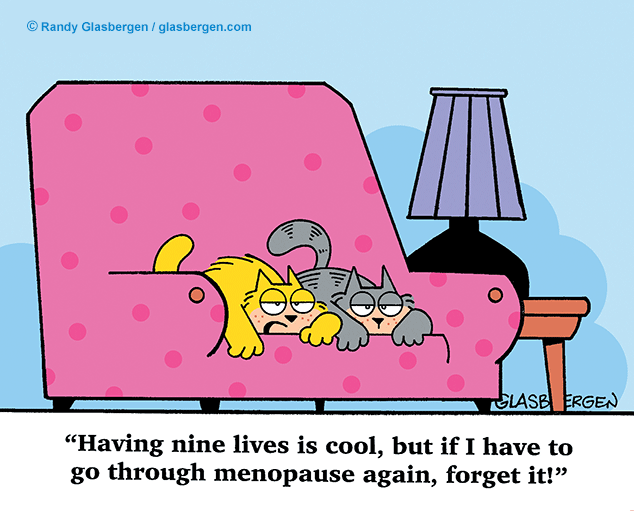 © Randy Glasbergen / glasbergen.com
GLASBERGEN
“Having nine lives is cool, but if I have to
go through menopause again, forget it!”